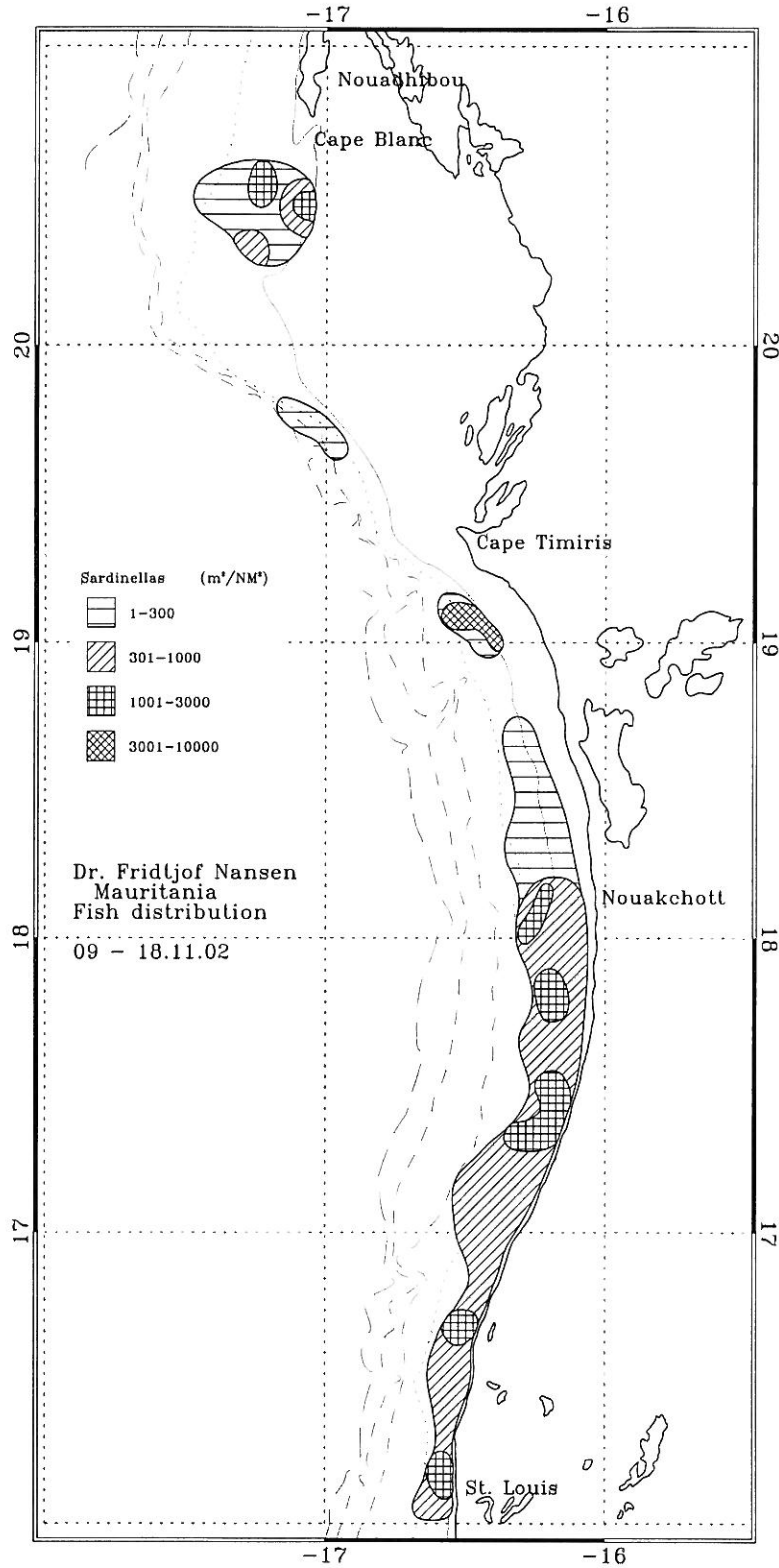 -17 -16
Nouadhibou
Cape Blanc
20 20
Cape Timiris
Sardinellas (m²/NM²)
1-300
19 19
301-1000
1001-3000
3001-10000
Dr. Fridtjof Nansen
Mauritania
Fish distribution
09 - 18.11.02
Nouakchott
18 18
17 17
St. Louis
-17 -16